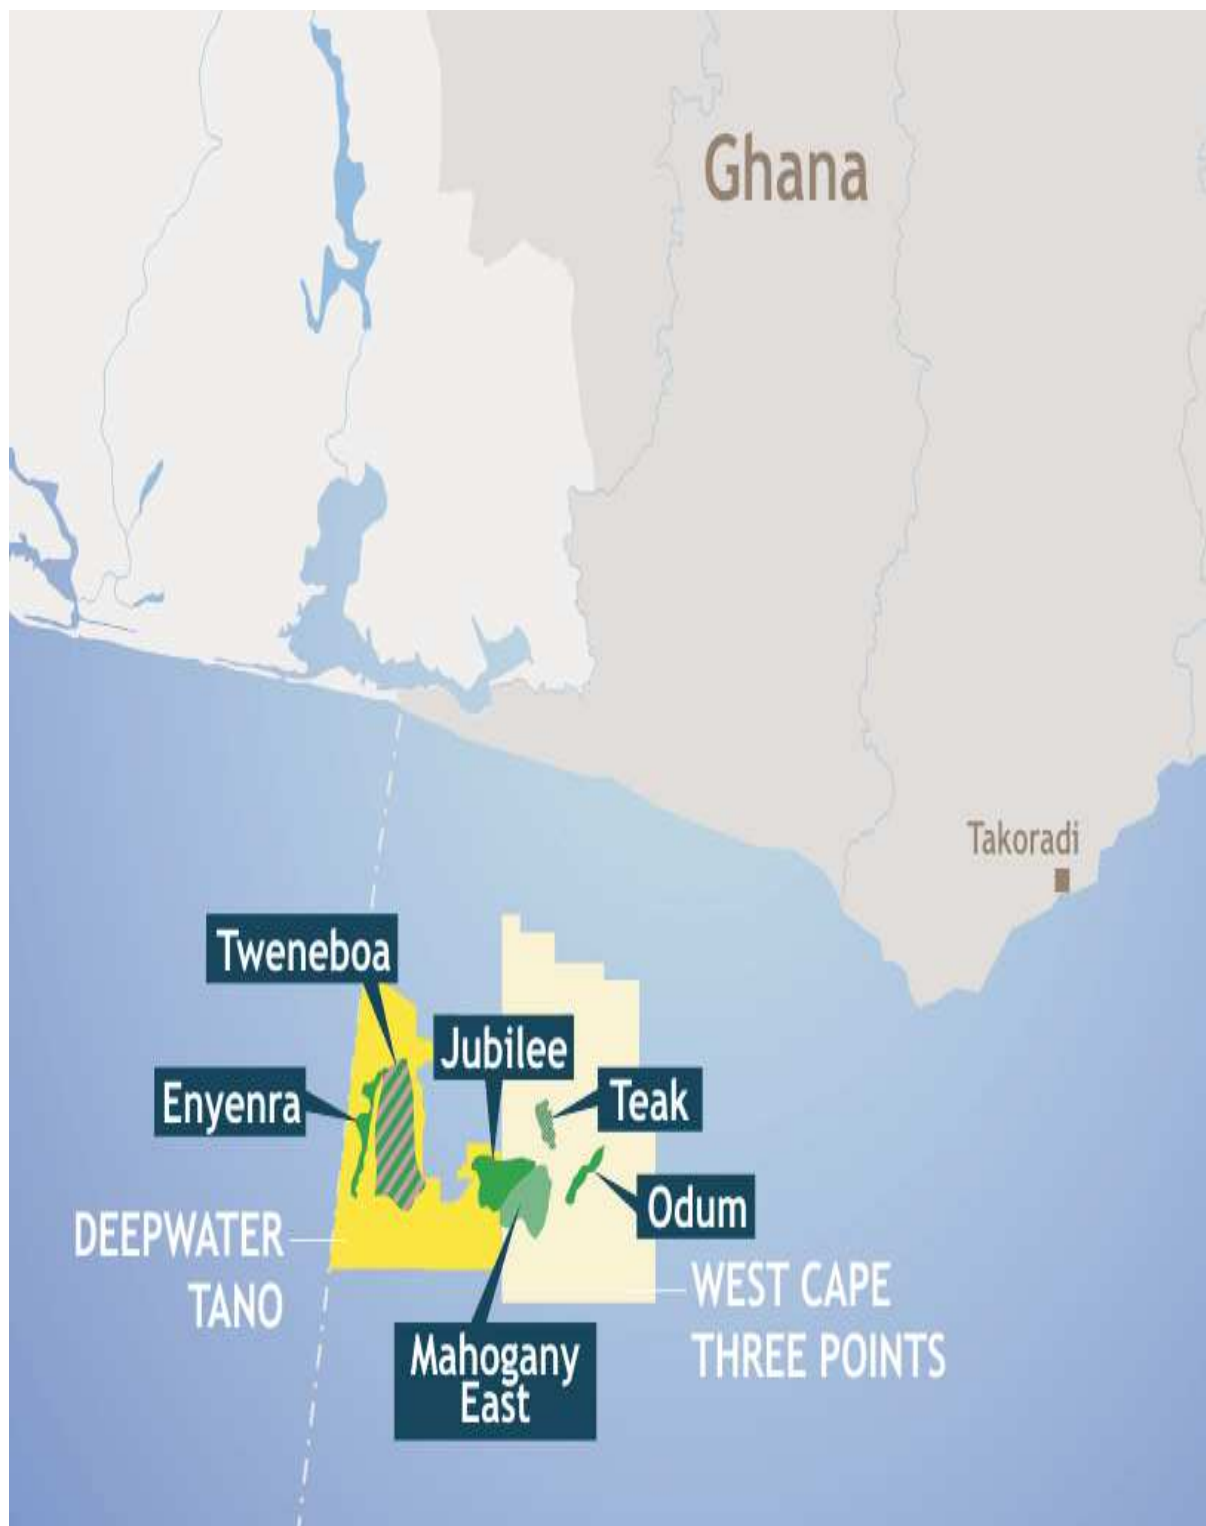 Ghana
Takoradi
Tweneboa
Jubilee
Enyenra
Teak
Odum
DEEPWATER
TANO
WEST CAPE
THREE POINTS
Mahogany
East